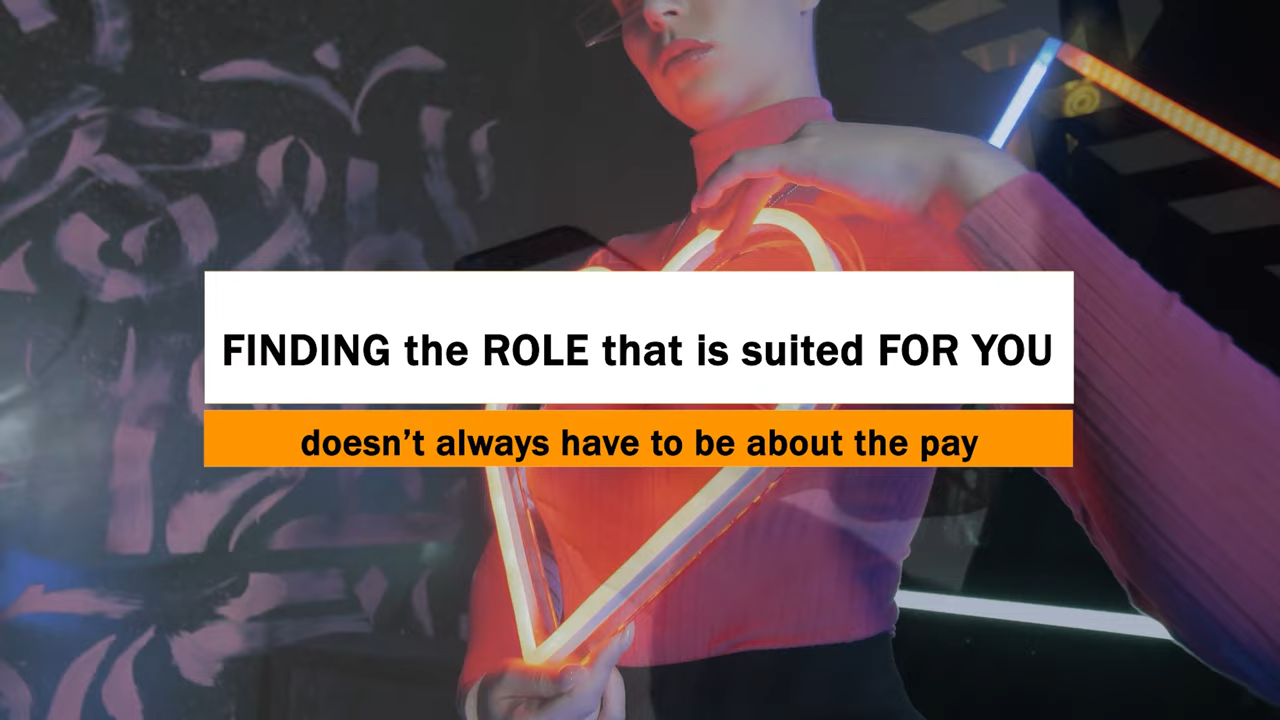 FINDING the ROLE that is suited FOR YOU
doesn’t always have to be about the pay